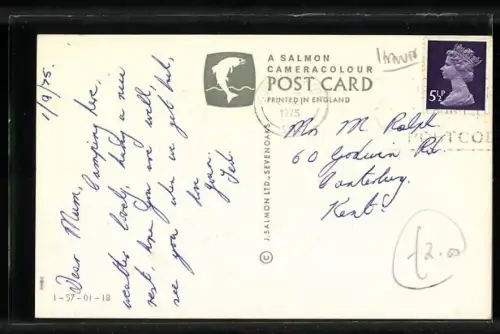 1/9/75
Dear Mum,
Camping here,
weather lovely, having a nice
rest, hope you are well,
see you when we get back,
love
Ted.
A SALMON
CAMERACOLOUR
POST CARD
PRINTED IN ENGLAND
© J. SALMON LTD., SEVENOAKS
1-57-01-18
5½P
1975
POSTCO
Mrs M Ralph
60 Godwin Rd
Canterbury
Kent.
£2.00